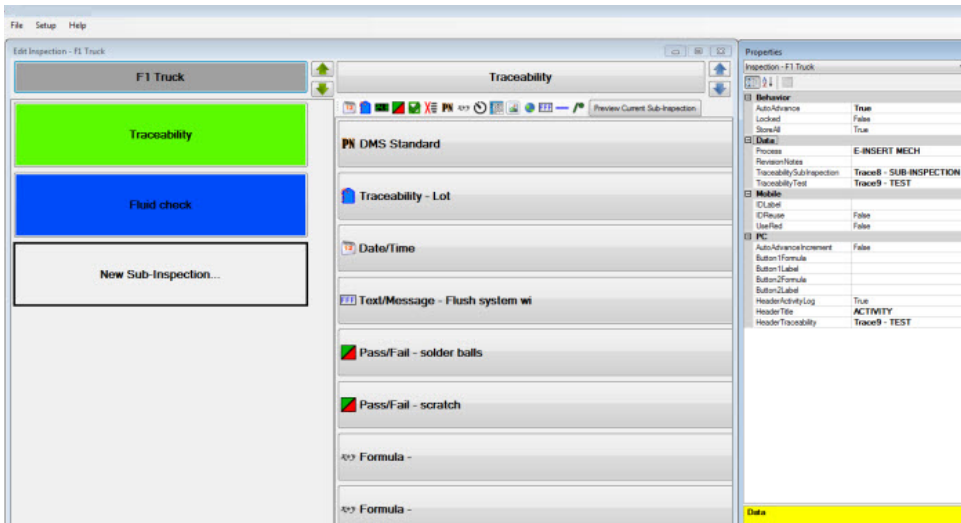 File Setup Help
Edit Inspection - F1 Truck
F1 Truck
Traceability
Fluid check
New Sub-Inspection...
Traceability
PN xy Preview Current Sub-Inspection
PN DMS Standard
Traceability - Lot
Date/Time
Text/Message - Flush system wi
Pass/Fail - solder balls
Pass/Fail - scratch
Formula -
Formula -
Properties
Inspection - F1 Truck
Behavior
AutoAdvance True
Locked False
StoreAll True
Data
Process E-INSERT MECH
RevisionNotes
TraceabilitySubInspection Trace8 - SUB-INSPECTION
TraceabilityTest Trace9 - TEST
Mobile
IDLabel
IDReuse False
UseRed False
PC
AutoAdvanceIncrement False
Button1Formula
Button1Label
Button2Formula
Button2Label
HeaderActivityLog True
HeaderTitle ACTIVITY
HeaderTraceability Trace9 - TEST
Data